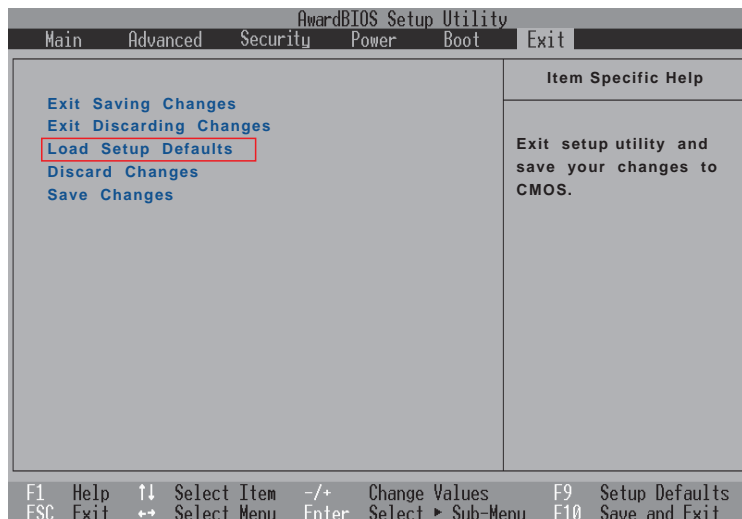 AwardBIOS Setup Utility
Main Advanced Security Power Boot Exit
Item Specific Help
Exit Saving Changes
Exit Discarding Changes
Load Setup Defaults
Discard Changes
Save Changes
Exit setup utility and
save your changes to
CMOS.
F1 Help ↑↓ Select Item -/+ Change Values F9 Setup Defaults
ESC Exit ←→ Select Menu Enter Select ► Sub-Menu F10 Save and Exit